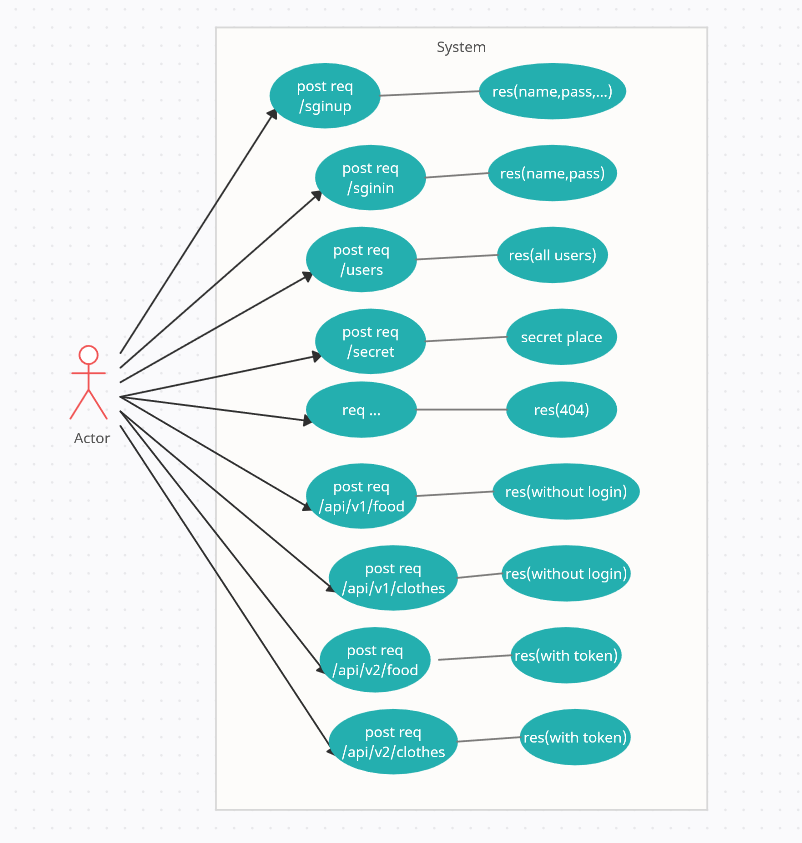 System
post req
/sginup
res(name,pass,...)
post req
/sginin
res(name,pass)
post req
/users
res(all users)
post req
/secret
secret place
req ...
res(404)
Actor
post req
/api/v1/food
res(without login)
post req
/api/v1/clothes
res(without login)
post req
/api/v2/food
res(with token)
post req
/api/v2/clothes
res(with token)